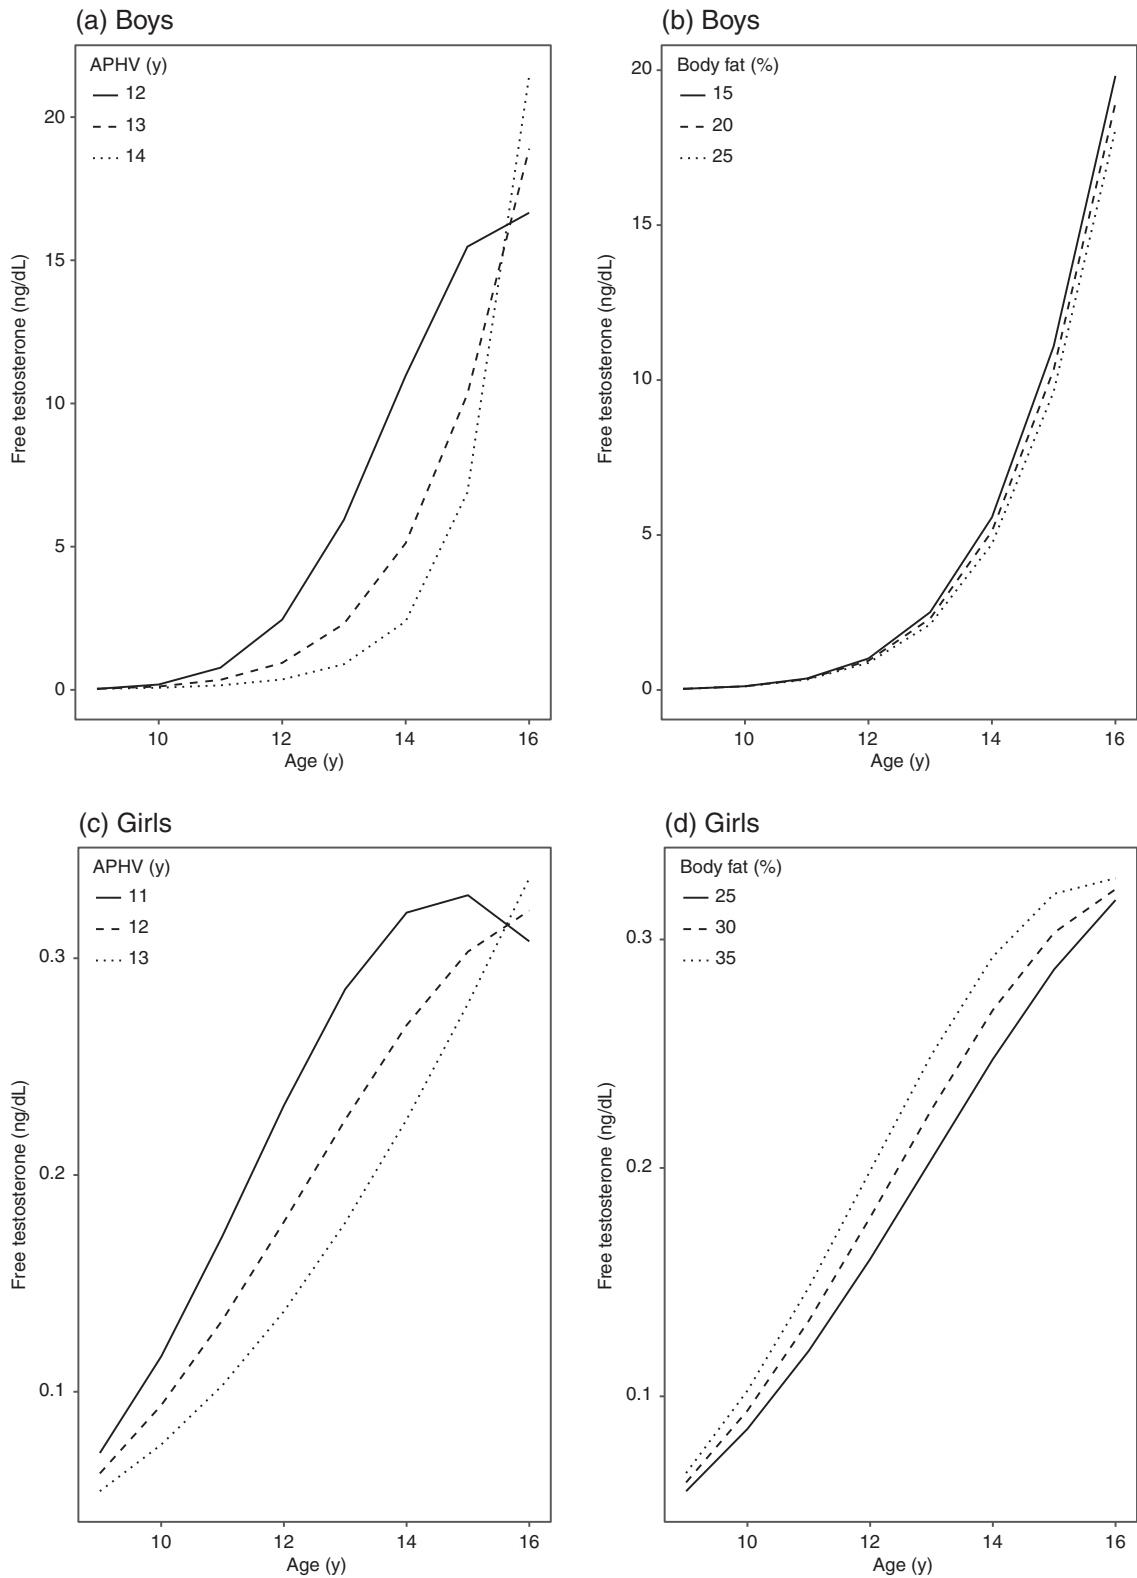 (a) Boys
APHV (y)
12
13
14
20
15
10
5
0
Free testosterone (ng/dL)
10
12
14
16
Age (y)
(b) Boys
Body fat (%)
15
20
25
20
15
10
5
0
Free testosterone (ng/dL)
10
12
14
16
Age (y)
(c) Girls
APHV (y)
11
12
13
0.3
0.2
0.1
Free testosterone (ng/dL)
10
12
14
16
Age (y)
(d) Girls
Body fat (%)
25
30
35
0.3
0.2
0.1
Free testosterone (ng/dL)
10
12
14
16
Age (y)